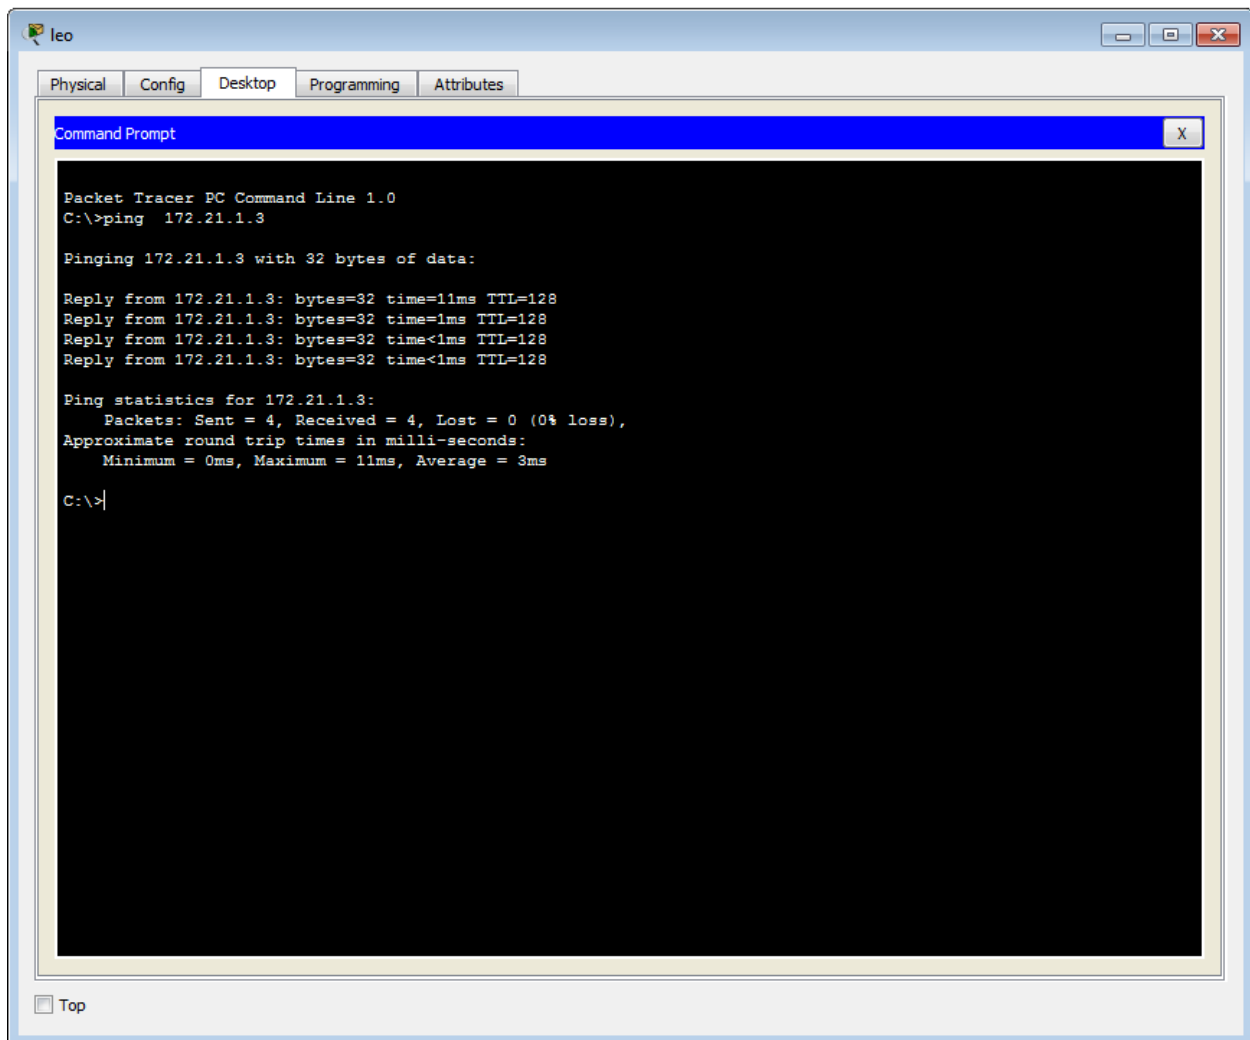 leo
Physical Config Desktop Programming Attributes
Command Prompt
X
Packet Tracer PC Command Line 1.0
C:\>ping  172.21.1.3
Pinging 172.21.1.3 with 32 bytes of data:
Reply from 172.21.1.3: bytes=32 time=11ms TTL=128
Reply from 172.21.1.3: bytes=32 time=1ms TTL=128
Reply from 172.21.1.3: bytes=32 time<1ms TTL=128
Reply from 172.21.1.3: bytes=32 time<1ms TTL=128
Ping statistics for 172.21.1.3:
    Packets: Sent = 4, Received = 4, Lost = 0 (0% loss),
Approximate round trip times in milli-seconds:
    Minimum = 0ms, Maximum = 11ms, Average = 3ms
C:\>
Top